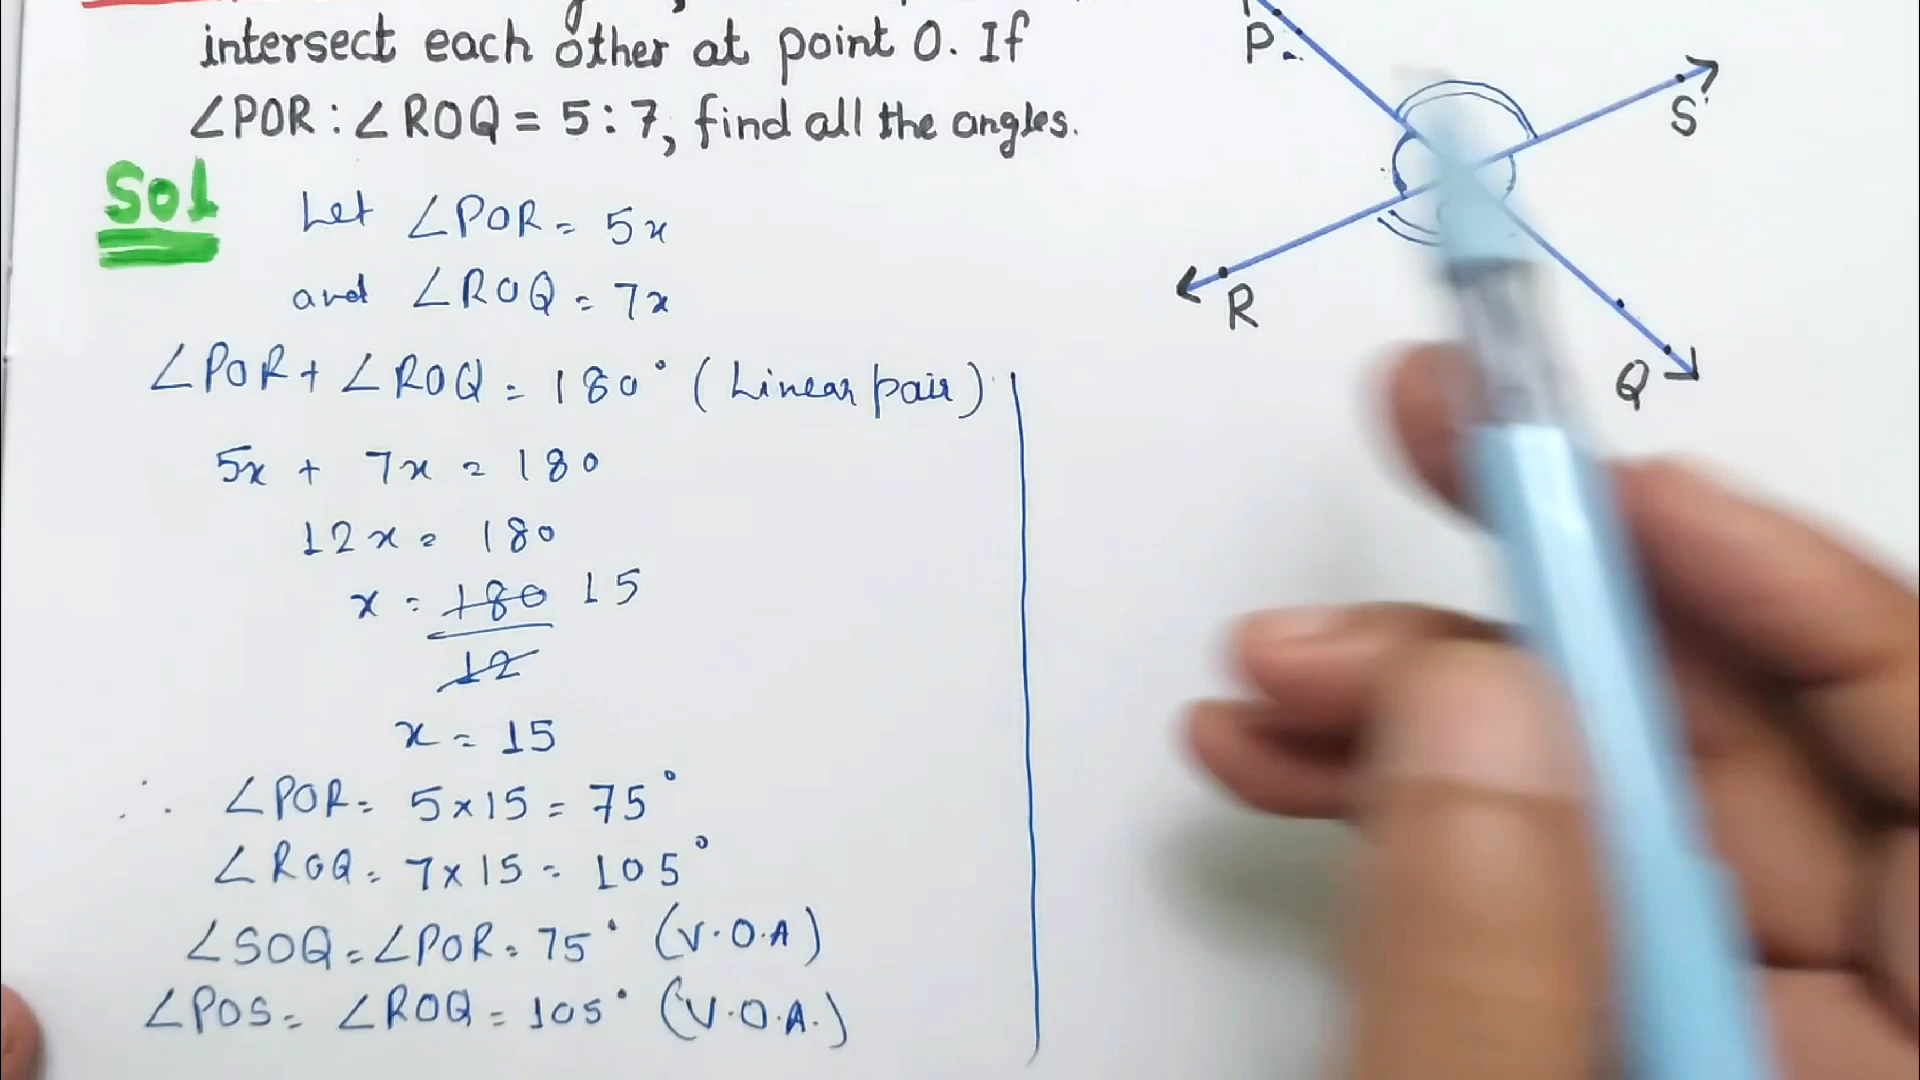 intersect each other at point O. If
∠POR : ∠ROQ = 5 : 7, find all the angles.
Sol
Let ∠POR = 5x
and ∠ROQ = 7x
∠POR + ∠ROQ = 180° (Linear pair)
5x + 7x = 180
12x = 180
x = 180 15
12
x = 15
∴ ∠POR = 5×15 = 75°
∠ROQ = 7×15 = 105°
∠SOQ = ∠POR = 75° (V.O.A)
∠POS = ∠ROQ = 105° (V.O.A.)
P
S
R
Q